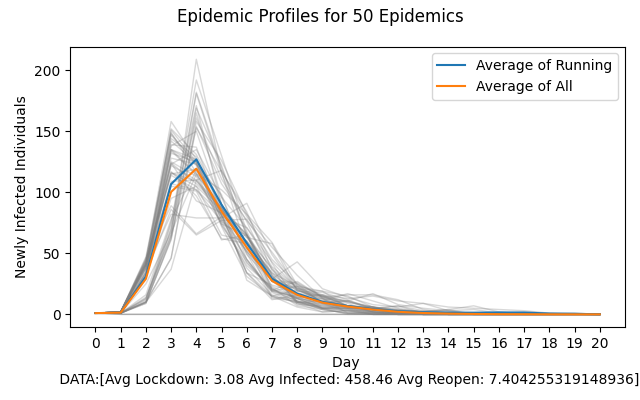 Epidemic Profiles for 50 Epidemics
Average of Running
Average of All
Newly Infected Individuals
200
150
100
50
0
0 1 2 3 4 5 6 7 8 9 10 11 12 13 14 15 16 17 18 19 20
Day
DATA:[Avg Lockdown: 3.08 Avg Infected: 458.46 Avg Reopen: 7.404255319148936]